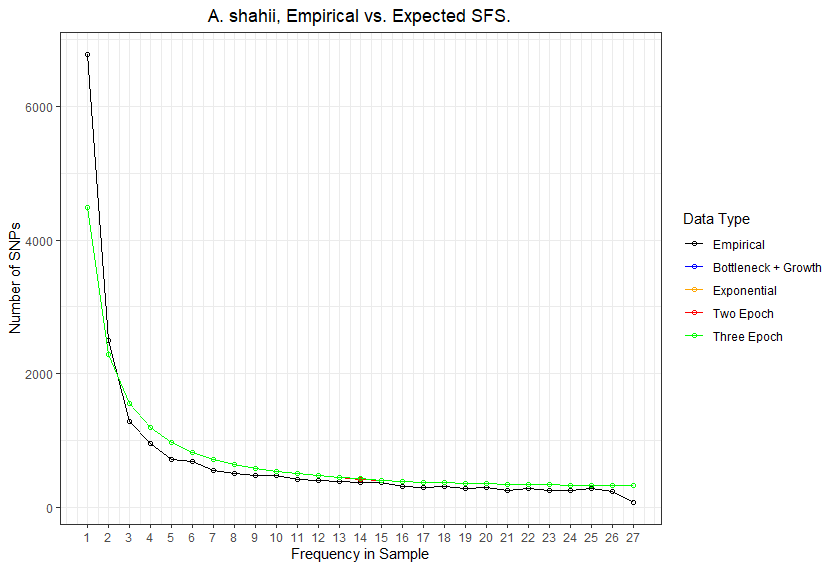 A. shahii, Empirical vs. Expected SFS.
Number of SNPs
6000
4000
2000
0
1 2 3 4 5 6 7 8 9 10 11 12 13 14 15 16 17 18 19 20 21 22 23 24 25 26 27
Frequency in Sample
Data Type
Empirical
Bottleneck + Growth
Exponential
Two Epoch
Three Epoch